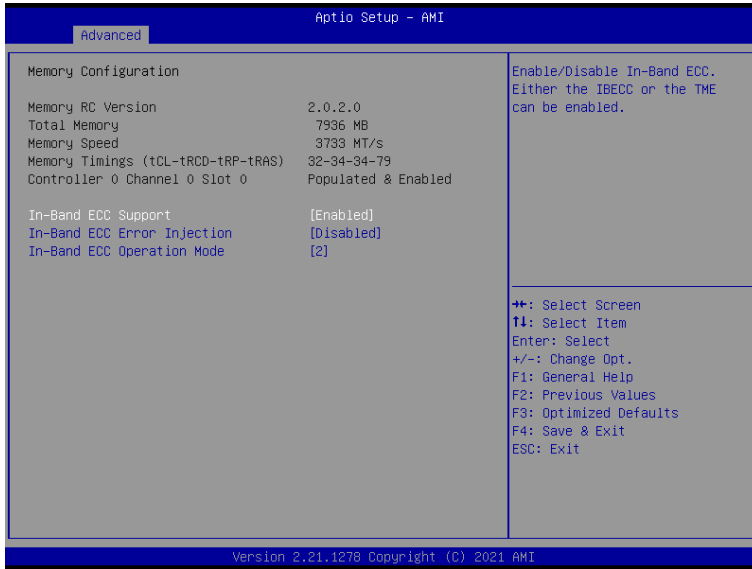 Aptio Setup – AMI
Advanced
Memory Configuration
Memory RC Version 2.0.2.0
Total Memory 7936 MB
Memory Speed 3733 MT/s
Memory Timings (tCL-tRCD-tRP-tRAS) 32-34-34-79
Controller 0 Channel 0 Slot 0 Populated & Enabled
In-Band ECC Support [Enabled]
In-Band ECC Error Injection [Disabled]
In-Band ECC Operation Mode [2]
Enable/Disable In-Band ECC.
Either the IBECC or the TME
can be enabled.
→←: Select Screen
↑↓: Select Item
Enter: Select
+/-: Change Opt.
F1: General Help
F2: Previous Values
F3: Optimized Defaults
F4: Save & Exit
ESC: Exit
Version 2.21.1278 Copyright (C) 2021 AMI